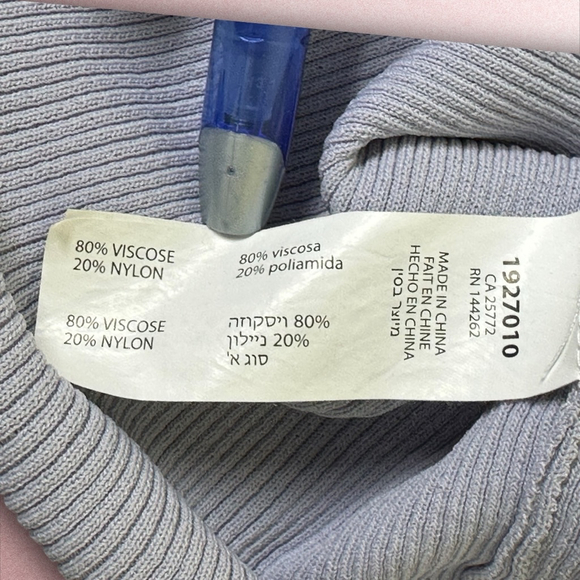 80% VISCOSE
20% NYLON
80% viscosa
20% poliamida
80% VISCOSE
20% NYLON
80% ויסקוזה
20% ניילון
סוג א'
MADE IN CHINA
FAIT EN CHINE
HECHO EN CHINA
מיוצר בסין
1927010
CA 25772
RN 144262